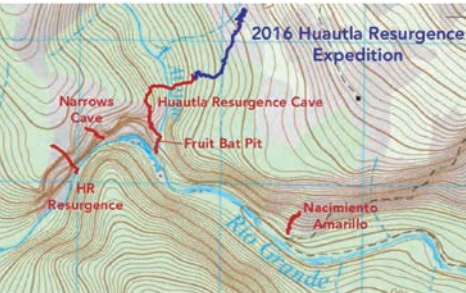 2016 Huautla Resurgence
Expedition
Narrows
Cave
Huautla Resurgence Cave
Fruit Bat Pit
HR
Resurgence
Nacimiento
Amarillo
Rio Grande